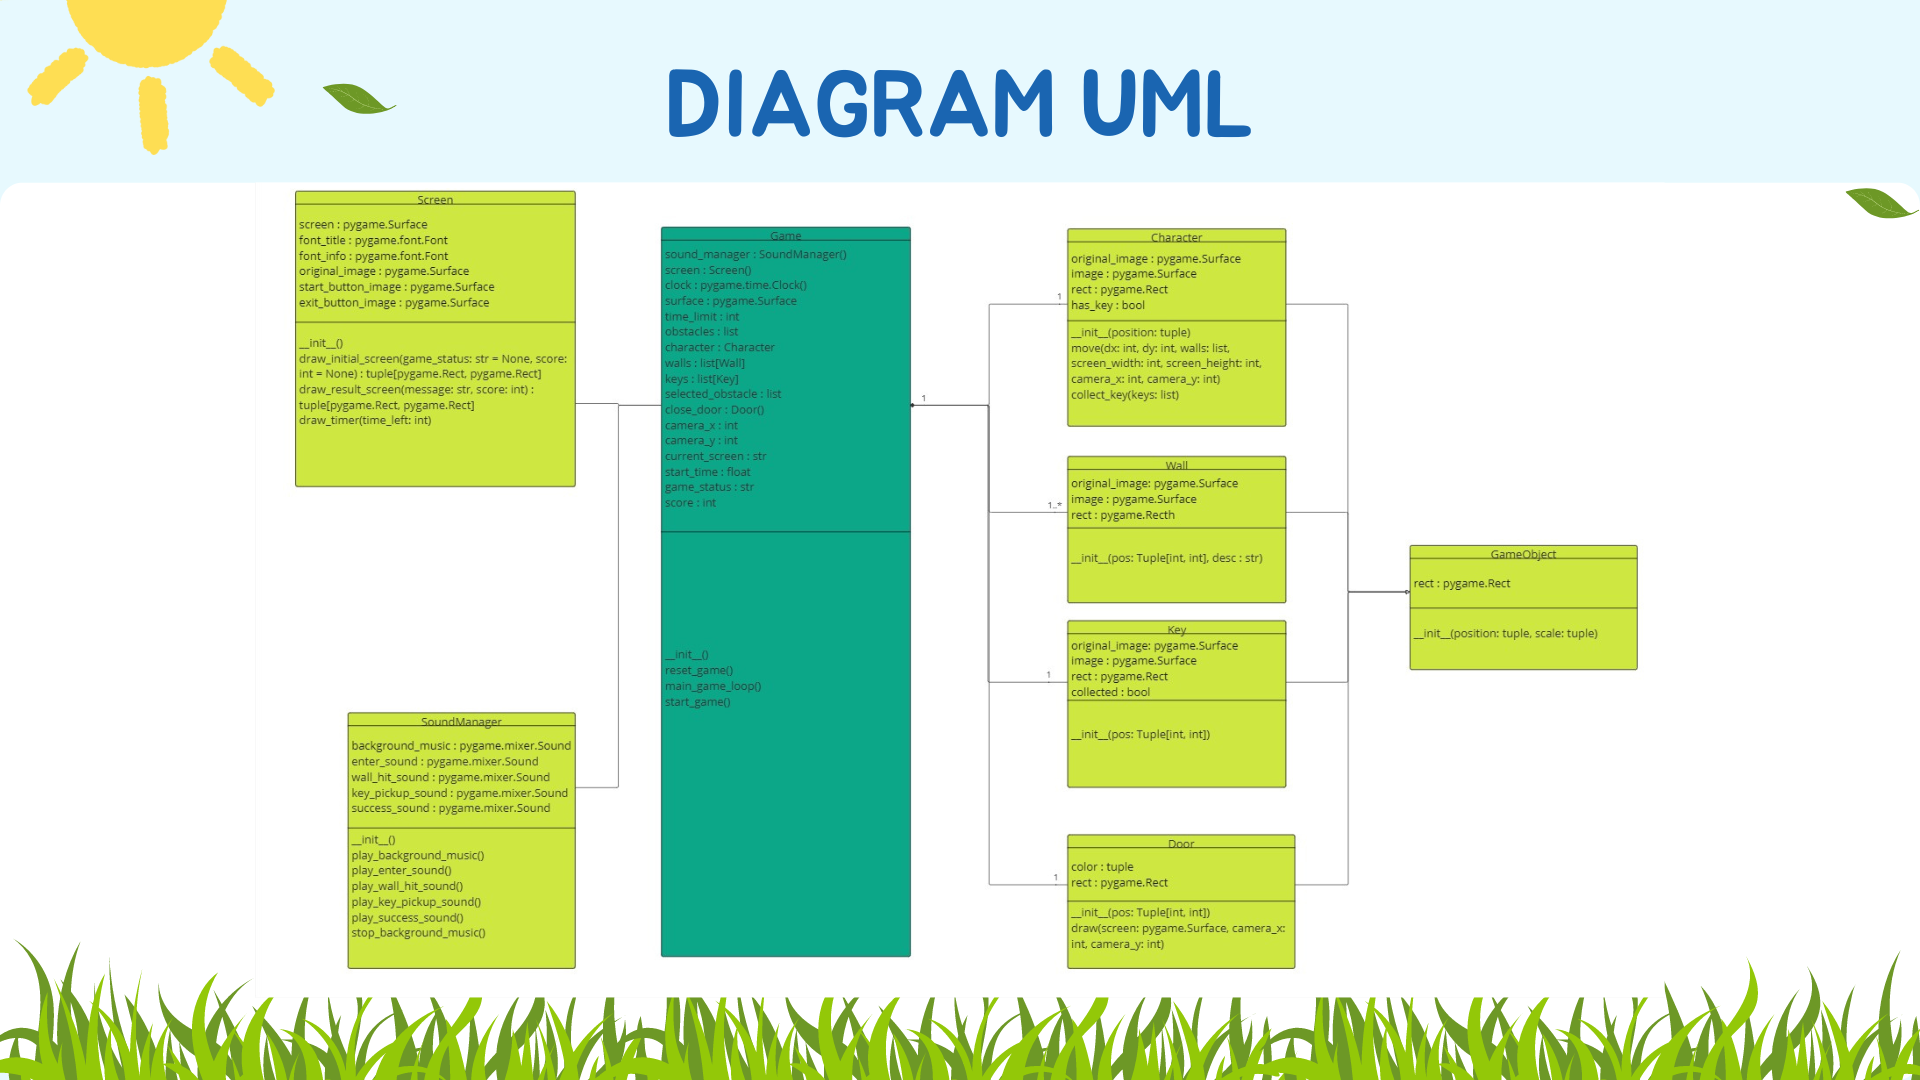 DIAGRAM UML
Screen
screen : pygame.Surface
font_title : pygame.font.Font
font_info : pygame.font.Font
original_image : pygame.Surface
start_button_image : pygame.Surface
exit_button_image : pygame.Surface
__init__()
draw_initial_screen(game_status: str = None, score:
int = None) : tuple[pygame.Rect, pygame.Rect]
draw_result_screen(message: str, score: int) :
tuple[pygame.Rect, pygame.Rect]
draw_timer(time_left: int)
SoundManager
background_music : pygame.mixer.Sound
enter_sound : pygame.mixer.Sound
wall_hit_sound : pygame.mixer.Sound
key_pickup_sound : pygame.mixer.Sound
success_sound : pygame.mixer.Sound
__init__()
play_background_music()
play_enter_sound()
play_wall_hit_sound()
play_key_pickup_sound()
play_success_sound()
stop_background_music()
Game
sound_manager : SoundManager()
screen : Screen()
clock : pygame.time.Clock()
surface : pygame.Surface
time_limit : int
obstacles : list
character : Character
walls : list[Wall]
keys : list[Key]
selected_obstacle : list
close_door : Door()
camera_x : int
camera_y : int
current_screen : str
start_time : float
game_status : str
score : int
__init__()
reset_game()
main_game_loop()
start_game()
1
1
1..*
1
1
Character
original_image : pygame.Surface
image : pygame.Surface
rect : pygame.Rect
has_key : bool
__init__(position: tuple)
move(dx: int, dy: int, walls: list,
screen_width: int, screen_height: int,
camera_x: int, camera_y: int)
collect_key(keys: list)
Wall
original_image: pygame.Surface
image : pygame.Surface
rect : pygame.Recth
__init__(pos: Tuple[int, int], desc : str)
Key
original_image: pygame.Surface
image : pygame.Surface
rect : pygame.Rect
collected : bool
__init__(pos: Tuple[int, int])
Door
color : tuple
rect : pygame.Rect
__init__(pos: Tuple[int, int])
draw(screen: pygame.Surface, camera_x:
int, camera_y: int)
GameObject
rect : pygame.Rect
__init__(position: tuple, scale: tuple)